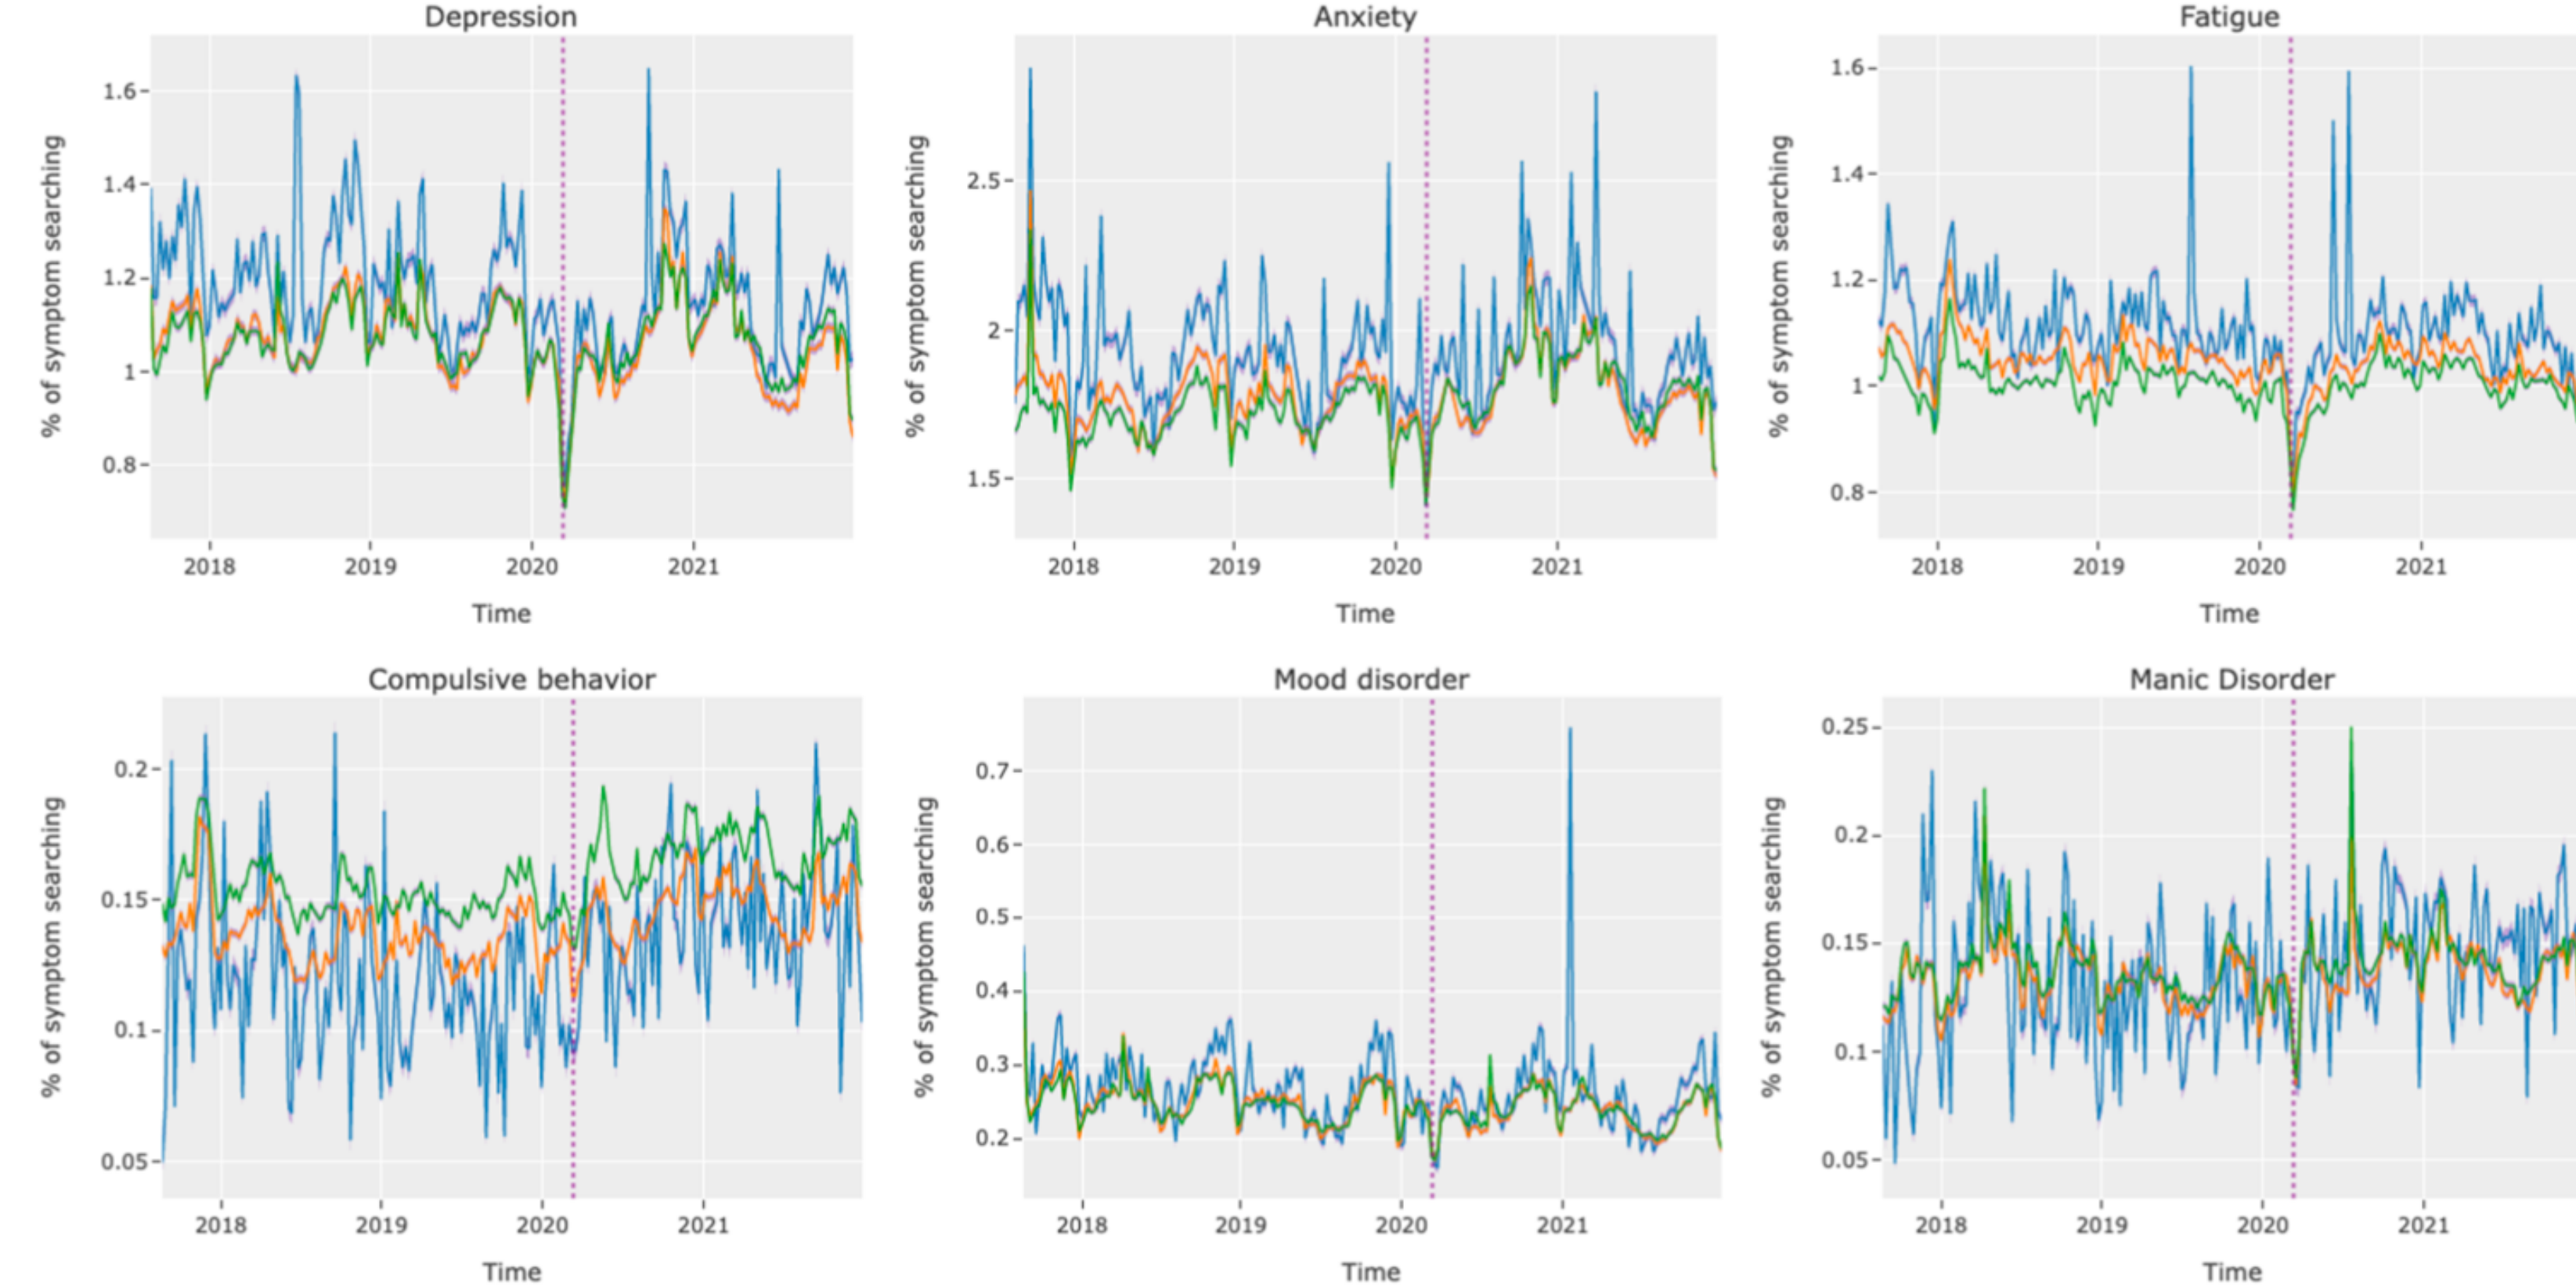 Depression
% of symptom searching
1.6
1.4
1.2
1
0.8
2018 2019 2020 2021
Time
Anxiety
% of symptom searching
2.5
2
1.5
2018 2019 2020 2021
Time
Fatigue
% of symptom searching
1.6
1.4
1.2
1
0.8
2018 2019 2020 2021
Time
Compulsive behavior
% of symptom searching
0.2
0.15
0.1
0.05
2018 2019 2020 2021
Time
Mood disorder
% of symptom searching
0.7
0.6
0.5
0.4
0.3
0.2
2018 2019 2020 2021
Time
Manic Disorder
% of symptom searching
0.25
0.2
0.15
0.1
0.05
2018 2019 2020 2021
Time